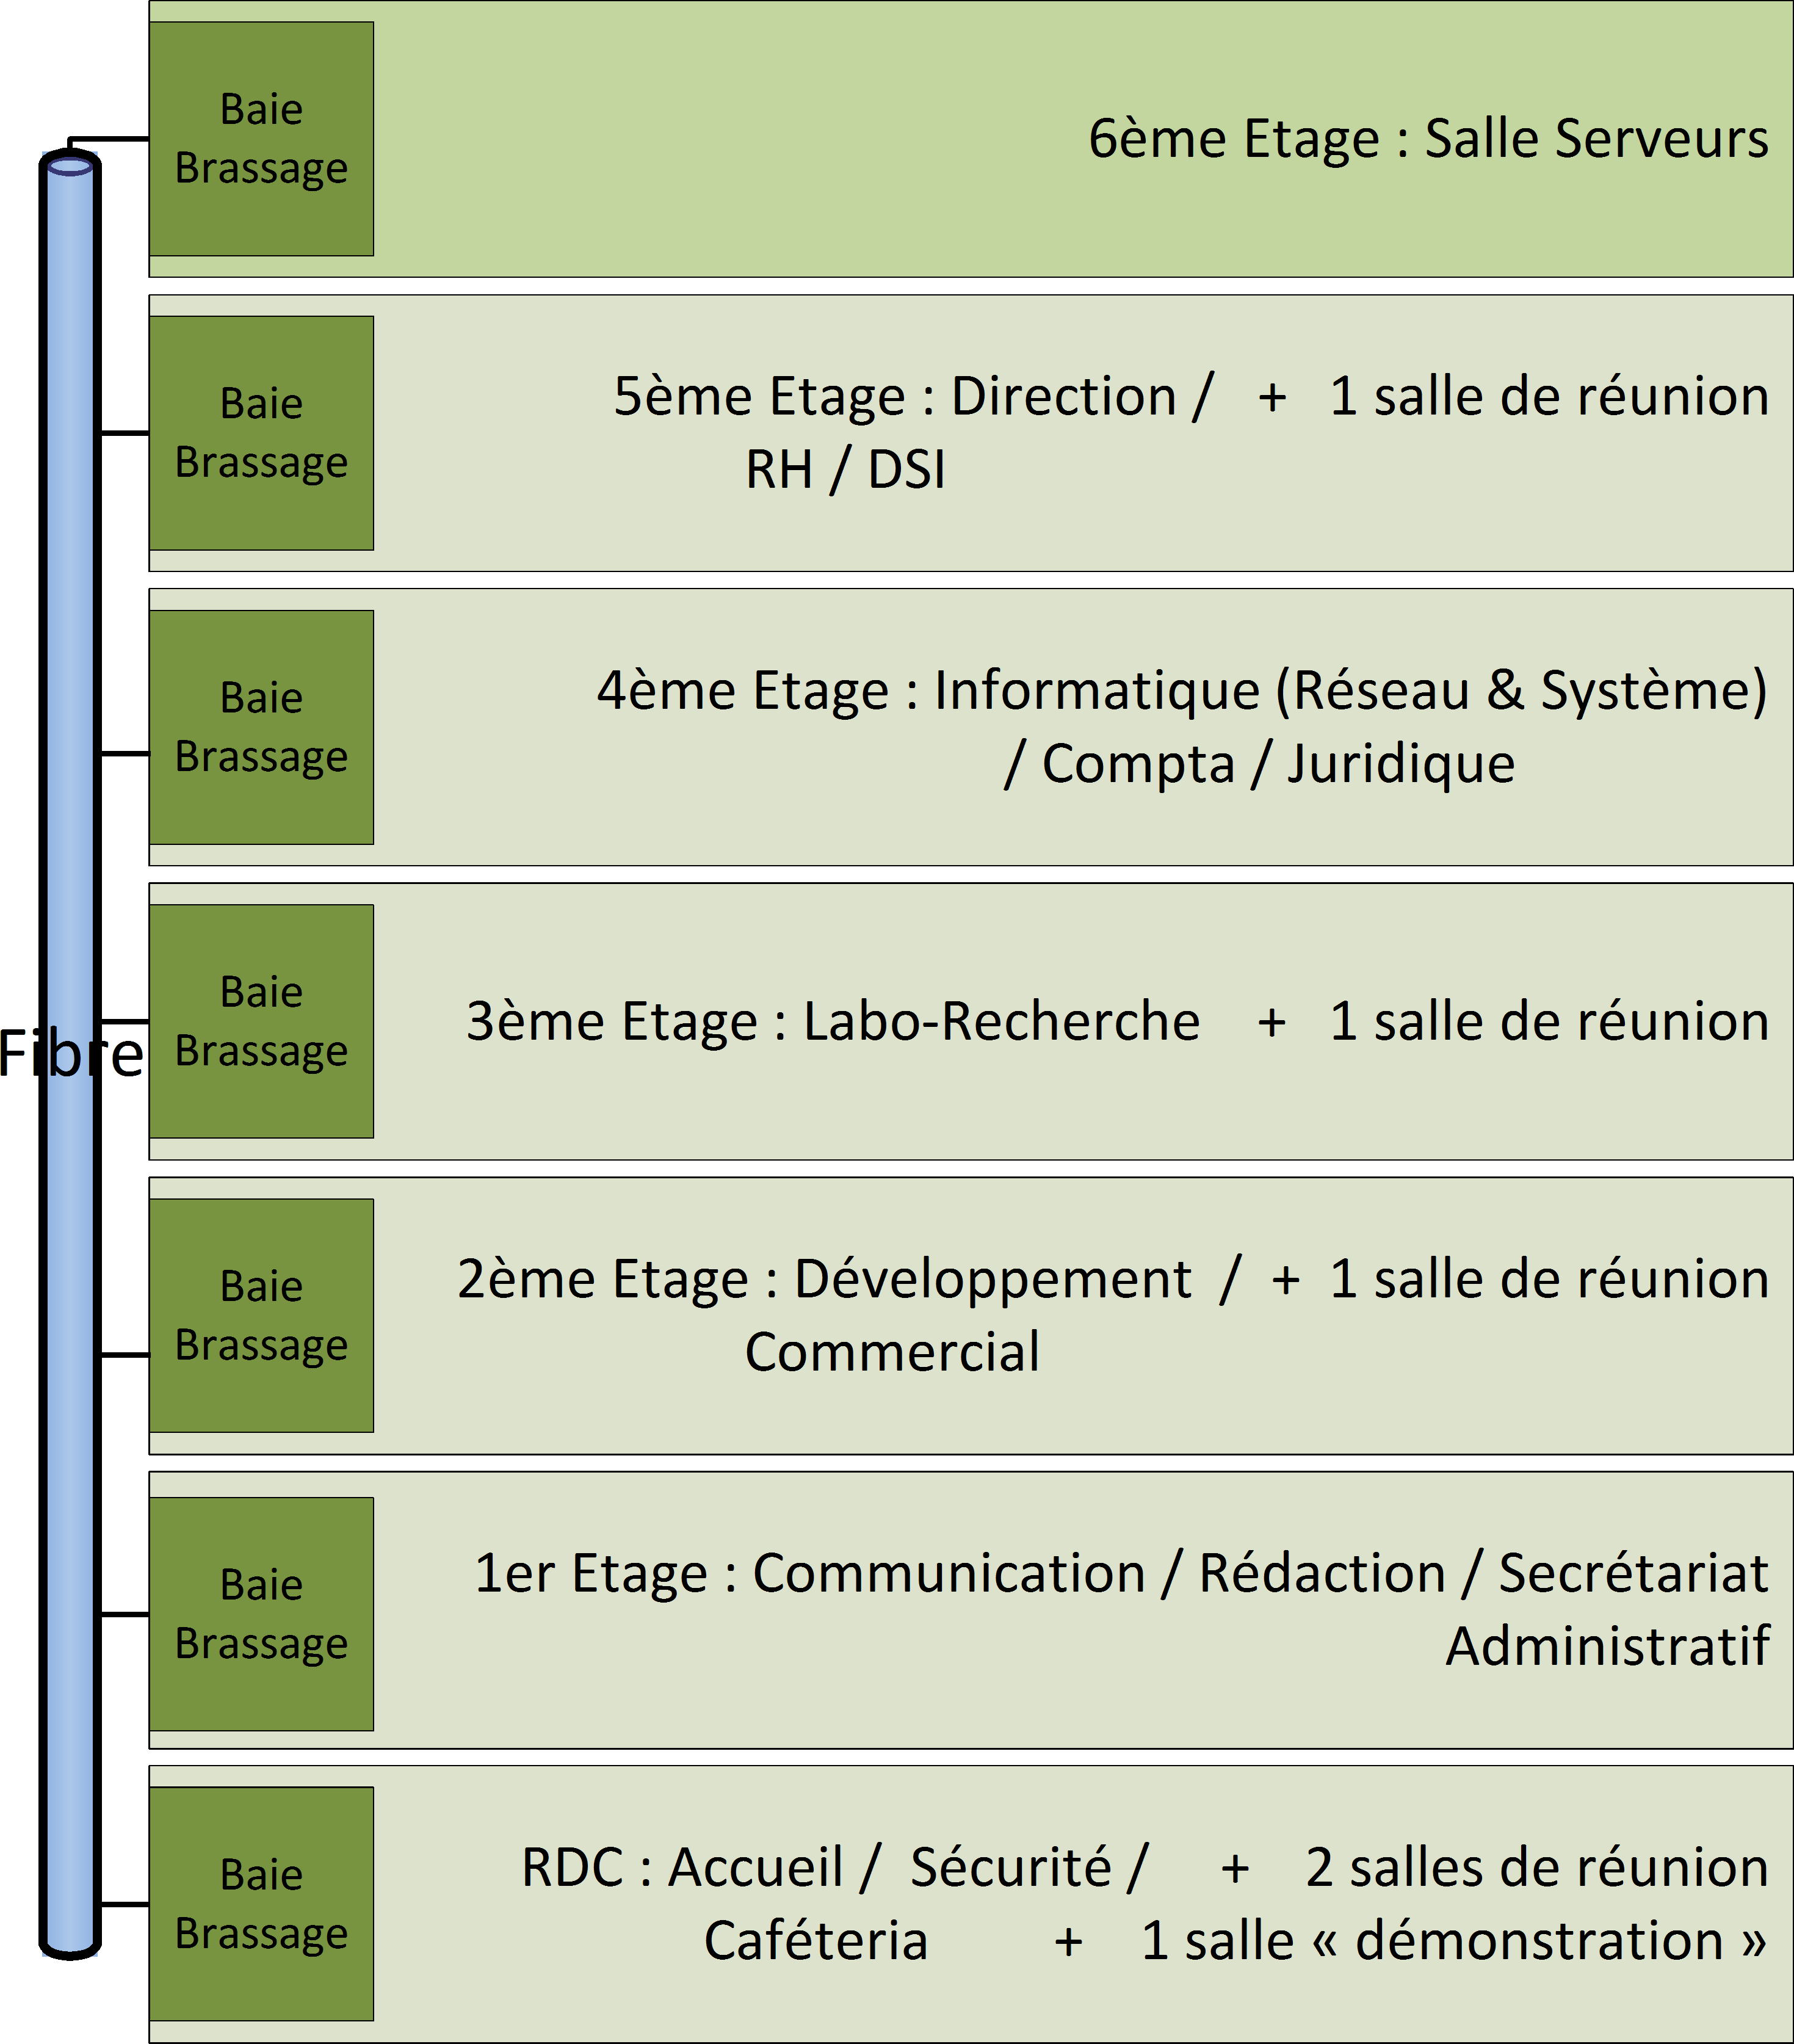 Baie
Brassage
6ème Etage : Salle Serveurs
Baie
Brassage
5ème Etage : Direction / + 1 salle de réunion
RH / DSI
Baie
Brassage
4ème Etage : Informatique (Réseau & Système)
/ Compta / Juridique
Fibre
Baie
Brassage
3ème Etage : Labo-Recherche + 1 salle de réunion
Baie
Brassage
2ème Etage : Développement / + 1 salle de réunion
Commercial
Baie
Brassage
1er Etage : Communication / Rédaction / Secrétariat
Administratif
Baie
Brassage
RDC : Accueil / Sécurité / + 2 salles de réunion
Caféteria + 1 salle « démonstration »